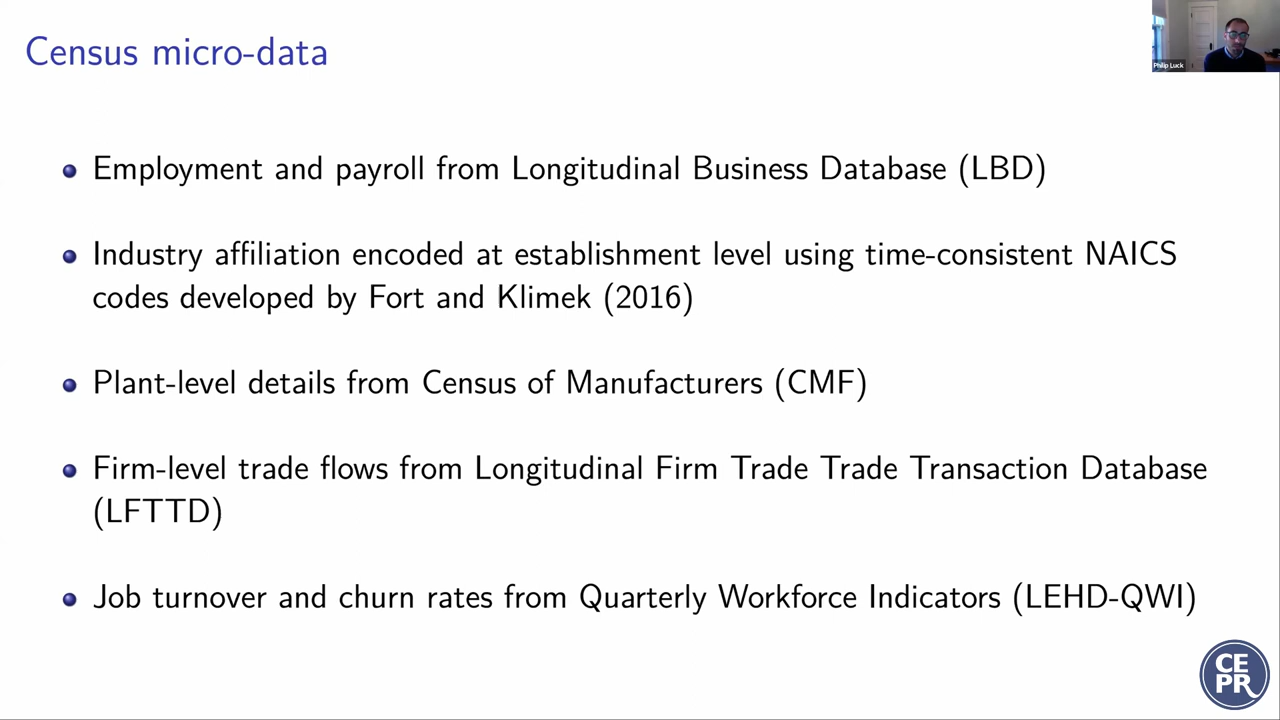 Census micro-data
Philip Luck
Employment and payroll from Longitudinal Business Database (LBD)
Industry affiliation encoded at establishment level using time-consistent NAICS
codes developed by Fort and Klimek (2016)
Plant-level details from Census of Manufacturers (CMF)
Firm-level trade flows from Longitudinal Firm Trade Trade Transaction Database
(LFTTD)
Job turnover and churn rates from Quarterly Workforce Indicators (LEHD-QWI)
CE
PR